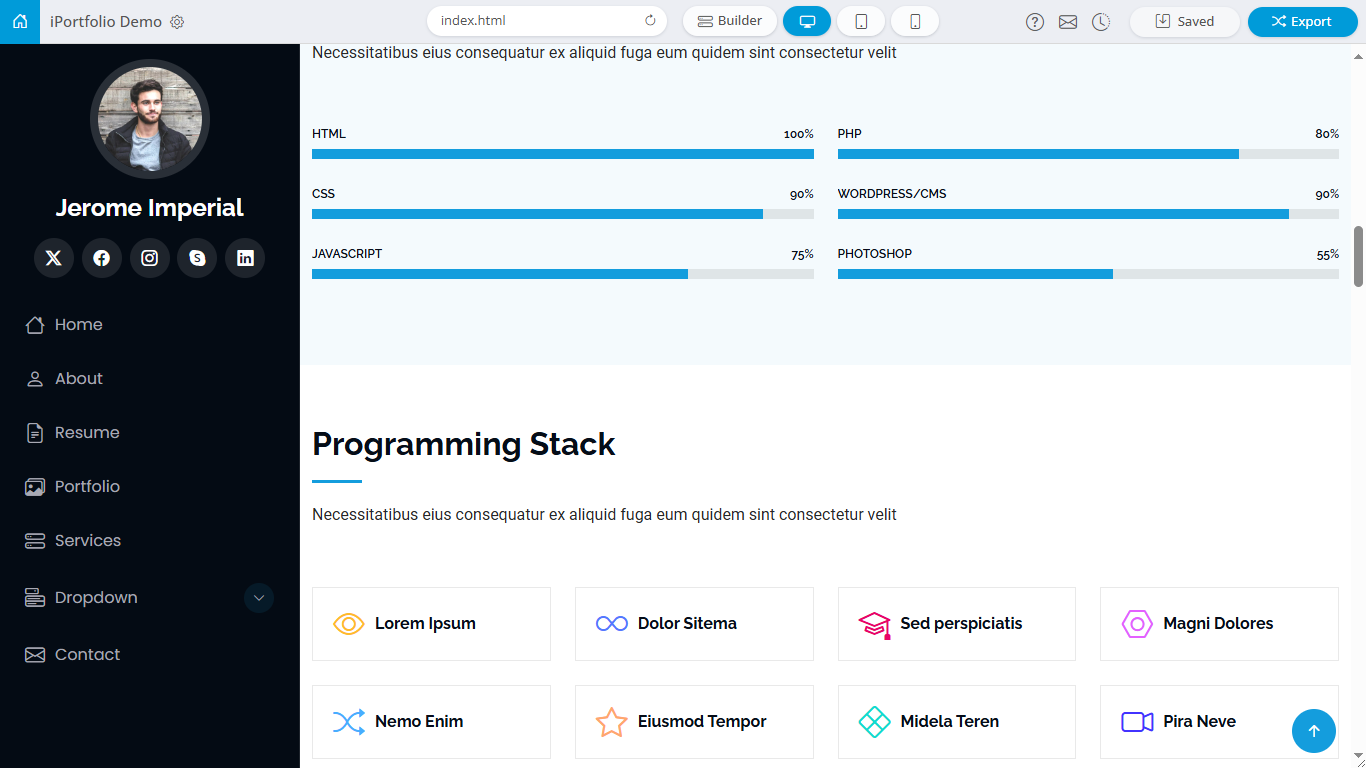 iPortfolio Demo
index.html
Builder
Saved
Export
Jerome Imperial
Home
About
Resume
Portfolio
Services
Dropdown
Contact
Necessitatibus eius consequatur ex aliquid fuga eum quidem sint consectetur velit
HTML 100%
PHP 80%
CSS 90%
WORDPRESS/CMS 90%
JAVASCRIPT 75%
PHOTOSHOP 55%
Programming Stack
Necessitatibus eius consequatur ex aliquid fuga eum quidem sint consectetur velit
Lorem Ipsum
Dolor Sitema
Sed perspiciatis
Magni Dolores
Nemo Enim
Eiusmod Tempor
Midela Teren
Pira Neve